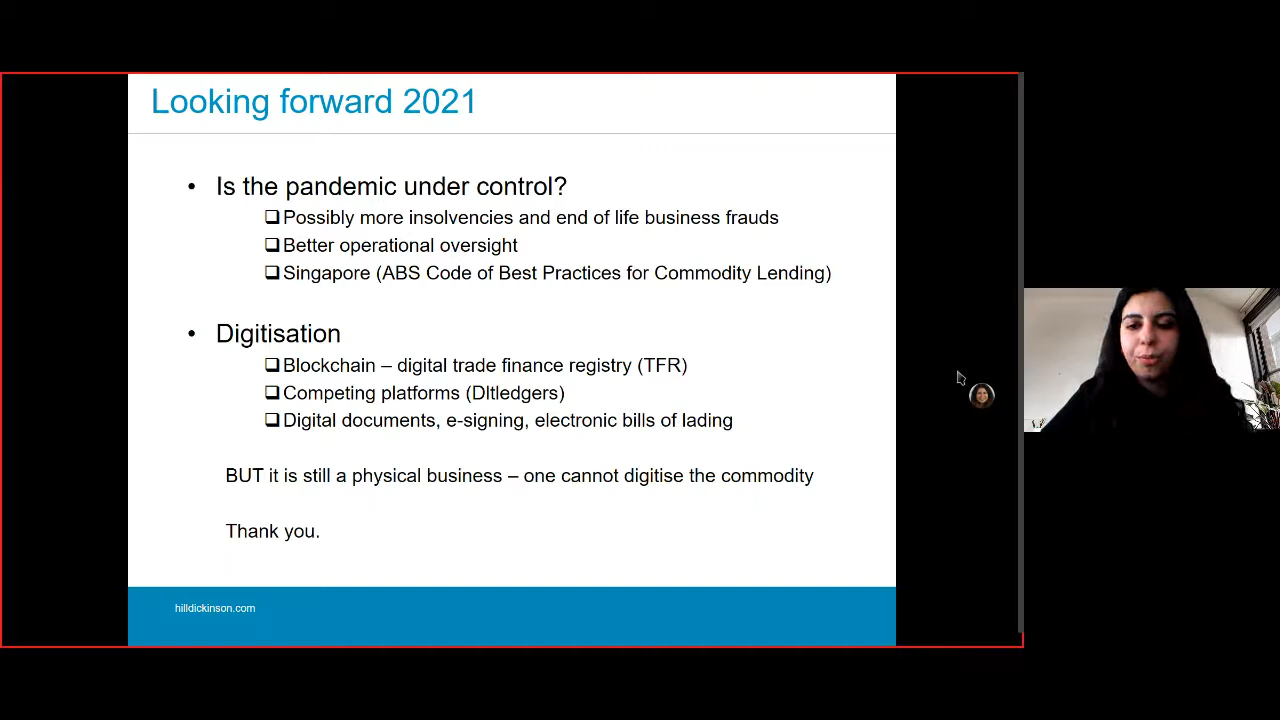 Looking forward 2021
• Is the pandemic under control?
❑Possibly more insolvencies and end of life business frauds
❑Better operational oversight
❑Singapore (ABS Code of Best Practices for Commodity Lending)
• Digitisation
❑Blockchain – digital trade finance registry (TFR)
❑Competing platforms (Dltledgers)
❑Digital documents, e-signing, electronic bills of lading
BUT it is still a physical business – one cannot digitise the commodity
Thank you.
hilldickinson.com